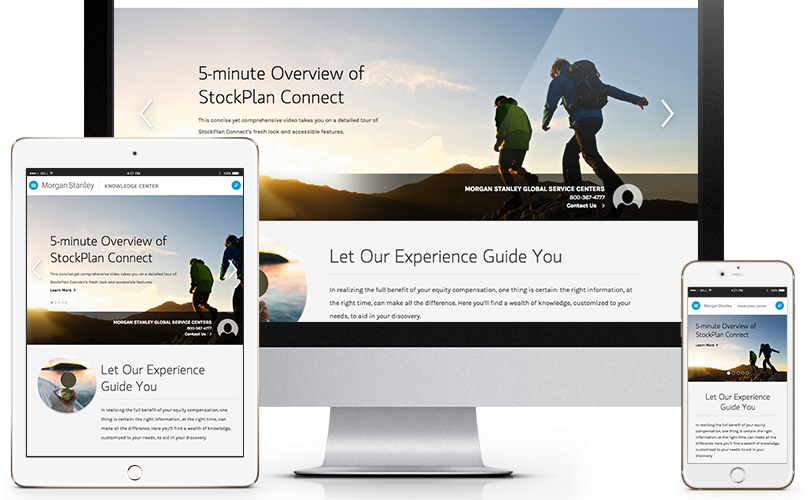 5-minute Overview of
StockPlan Connect
This concise yet comprehensive video takes you on a detailed tour of
StockPlan Connect's fresh look and accessible features.
MORGAN STANLEY GLOBAL SERVICE CENTERS
800-367-4777
Contact Us
Let Our Experience Guide You
In realizing the full benefit of your equity compensation, one thing is certain: the right information, at
the right time, can make all the difference. Here you'll find a wealth of knowledge, customized to your
needs, to aid in your discovery.
4:21 PM
100%
Morgan Stanley | KNOWLEDGE CENTER
5-minute Overview of
StockPlan Connect
This concise yet comprehensive video takes you on a detailed tour of
StockPlan Connect's fresh look and accessible features.
Learn More
MORGAN STANLEY GLOBAL SERVICE CENTERS
800-367-4777
Contact Us
Let Our Experience
Guide You
In realizing the full benefit of your equity compensation, one
thing is certain: the right information, at the right time, can
make all the difference. Here you'll find a wealth of knowledge,
customized to your needs, to aid in your discovery.
4:21 PM
Morgan Stanley KNOWLEDGE CENTER
5-minute Overview of
StockPlan Connect
Learn More
Let Our Experience
Guide You
In realizing the full benefit of your equity
compensation, one thing is certain: the right
information, at the right time, can make all
the difference. Here you'll find a wealth of
knowledge, customized to your needs, to
aid in your discovery